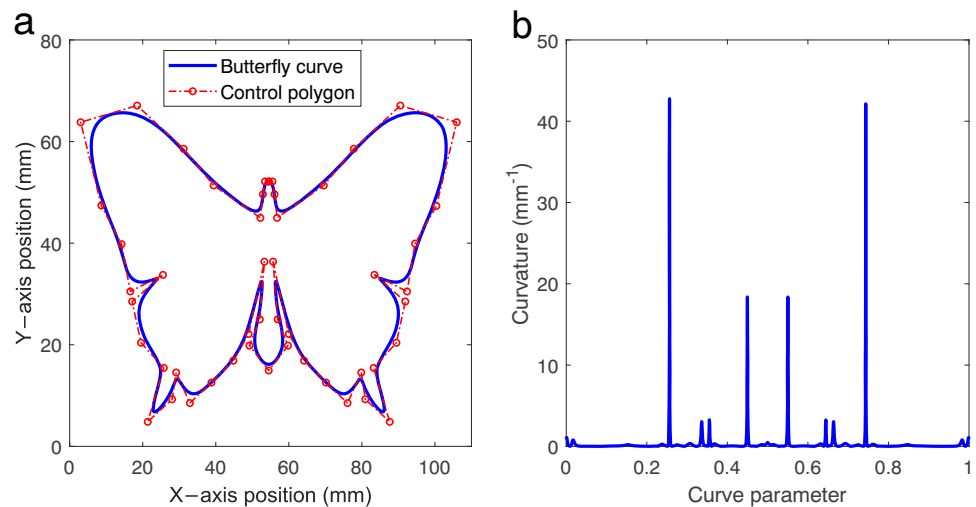 a
80
60
40
20
0
Y−axis position (mm)
Butterfly curve
Control polygon
0 20 40 60 80 100
X−axis position (mm)
b
50
40
30
20
10
0
Curvature (mm-1)
0 0.2 0.4 0.6 0.8 1
Curve parameter